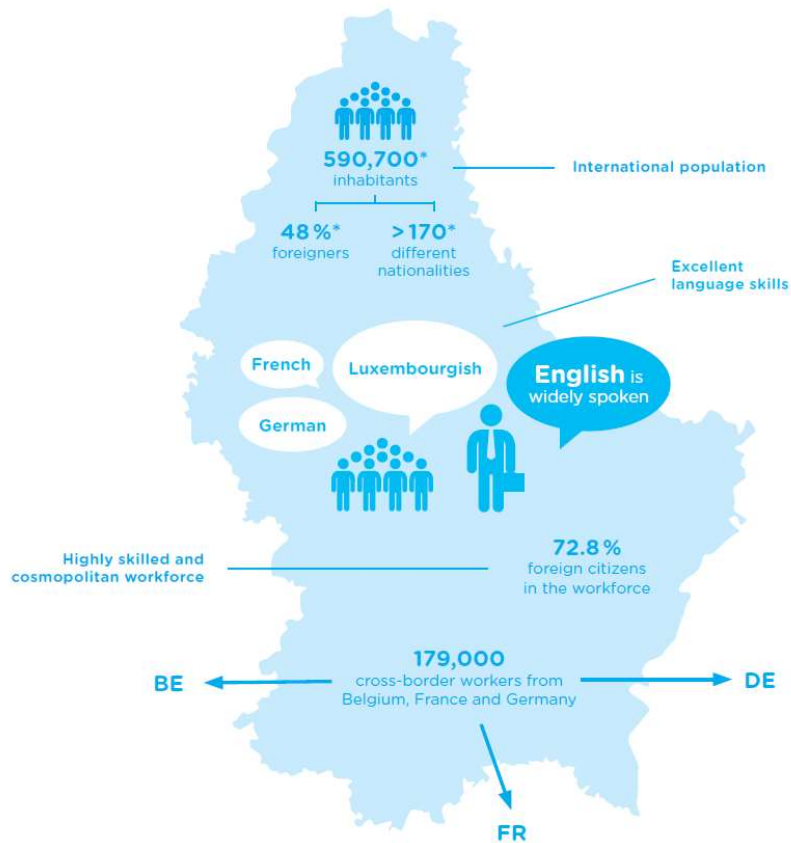 590,700*
inhabitants
International population
48 %*
foreigners
> 170*
different
nationalities
Excellent
language skills
French
Luxembourgish
English is
widely spoken
German
Highly skilled and
cosmopolitan workforce
72.8 %
foreign citizens
in the workforce
179,000
cross-border workers from
Belgium, France and Germany
BE
DE
FR